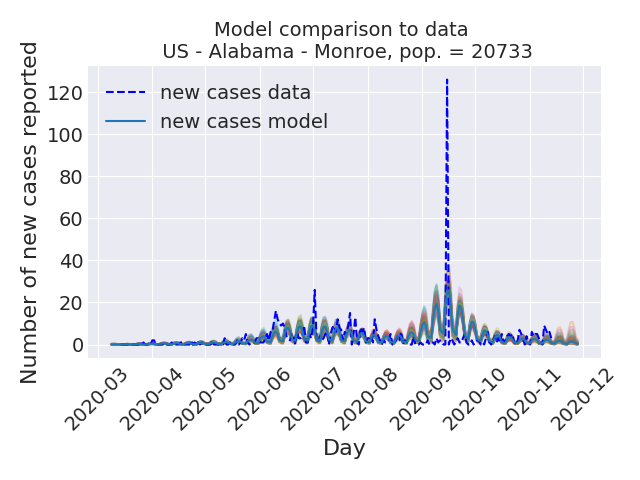 Model comparison to data
US - Alabama - Monroe, pop. = 20733
Number of new cases reported
120
100
80
60
40
20
0
new cases data
new cases model
2020-03
2020-04
2020-05
2020-06
2020-07
2020-08
2020-09
2020-10
2020-11
2020-12
Day